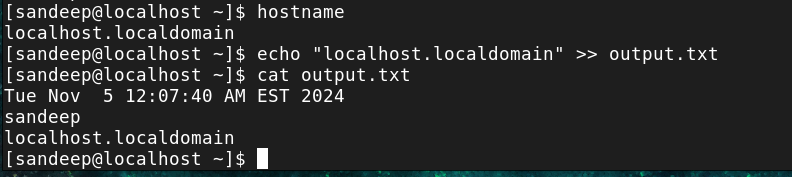 [sandeep@localhost ~]$ hostname
localhost.localdomain
[sandeep@localhost ~]$ echo "localhost.localdomain" >> output.txt
[sandeep@localhost ~]$ cat output.txt
Tue Nov  5 12:07:40 AM EST 2024
sandeep
localhost.localdomain
[sandeep@localhost ~]$